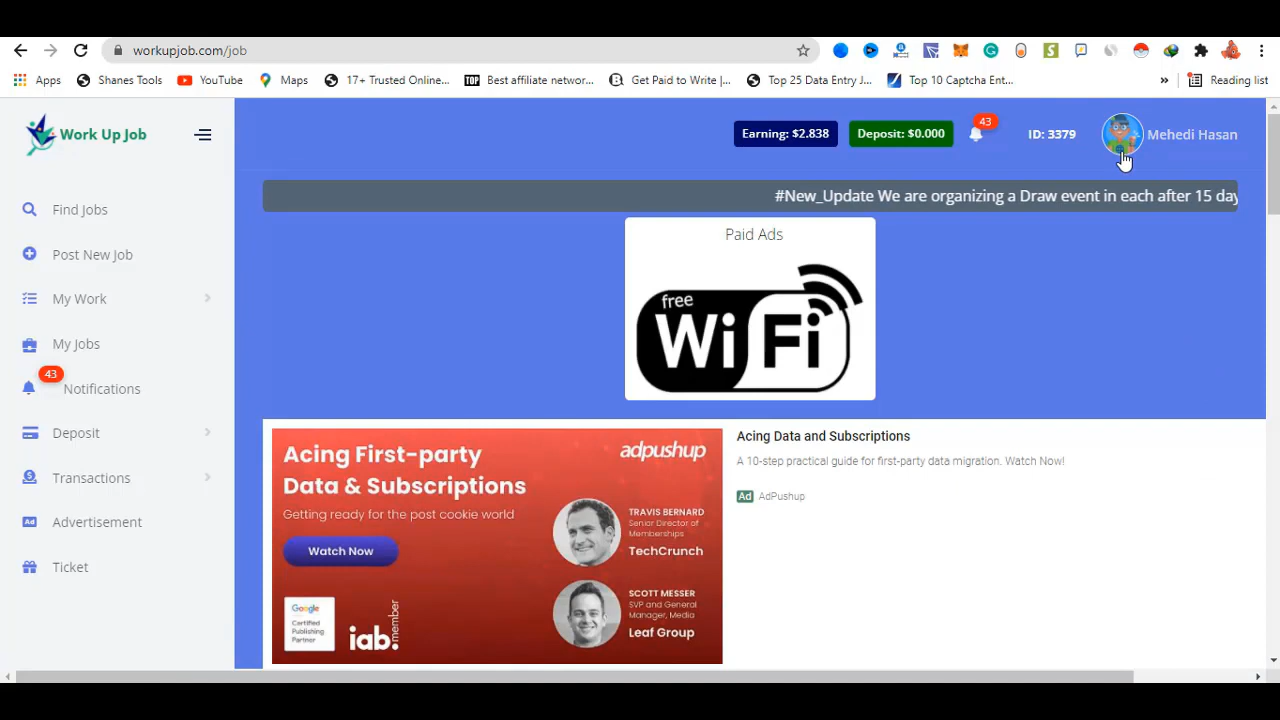 workupjob.com/job
Apps Shanes Tools YouTube Maps 17+ Trusted Onlin... Best affiliate networ... Get Paid to Write |... Top 25 Data Entry J... Top 10 Captcha Ent... » Reading list
Work Up Job
Earning: $2.838 Deposit: $0.000 43 ID: 3379 Mehedi Hasan
#New_Update We are organizing a Draw event in each after 15 day
Find Jobs
Post New Job
My Work
My Jobs
43
Notifications
Deposit
Transactions
Ad Advertisement
Ticket
Paid Ads
free
WiFi
Acing First-party
Data & Subscriptions
Getting ready for the post cookie world
Watch Now
adpushup
TRAVIS BERNARD
Senior Director of
Memberships
TechCrunch
SCOTT MESSER
SVP and General
Manager, Media
Leaf Group
Google
Certified
Publishing
Partner
iab.member
Acing Data and Subscriptions
A 10-step practical guide for first-party data migration. Watch Now!
Ad AdPushup